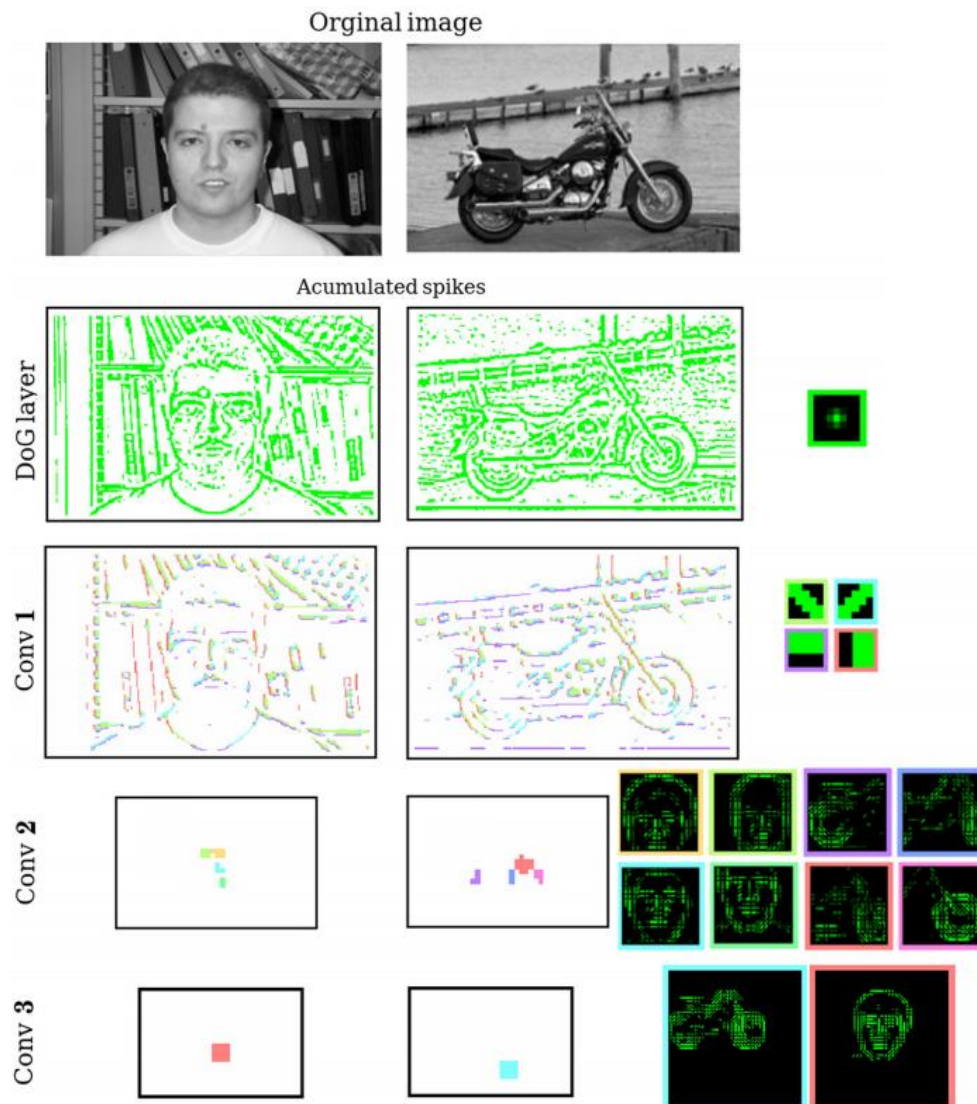 Orginal image
Acumulated spikes
DoG layer
Conv 1
Conv 2
Conv 3